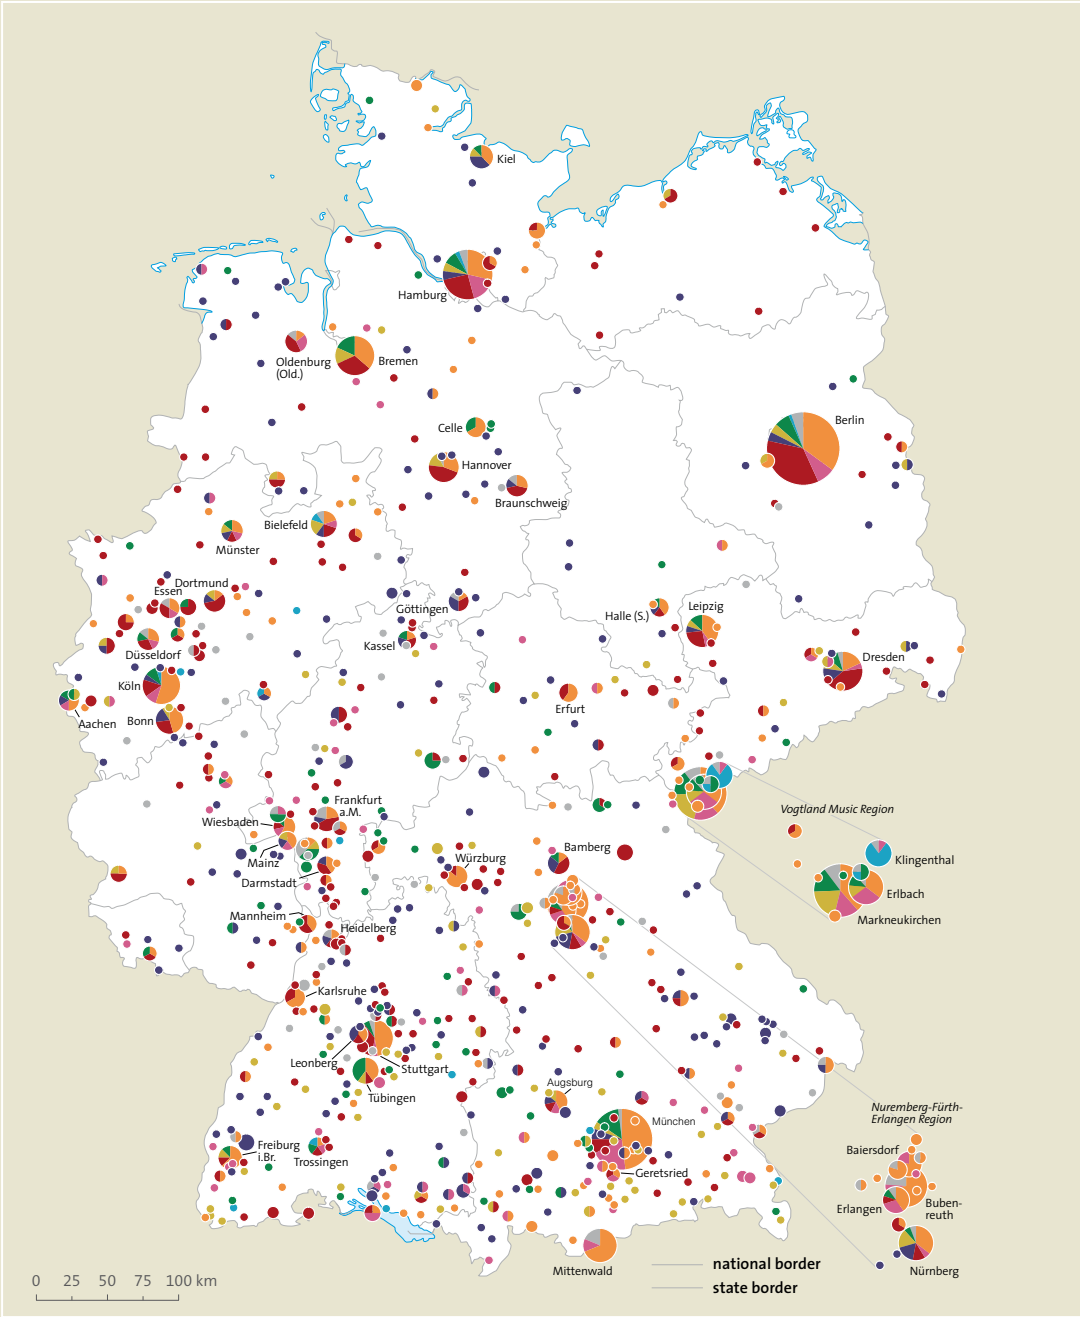 Kiel
Hamburg
Oldenburg
(Old.)
Bremen
Berlin
Celle
Hannover
Braunschweig
Bielefeld
Münster
Dortmund
Essen
Göttingen
Halle (S.)
Leipzig
Kassel
Düsseldorf
Dresden
Köln
Erfurt
Aachen
Bonn
Frankfurt
a.M.
Vogtland Music Region
Wiesbaden
Bamberg
Klingenthal
Mainz
Würzburg
Darmstadt
Erlbach
Mannheim
Markneukirchen
Heidelberg
Karlsruhe
Leonberg
Stuttgart
Augsburg
Tübingen
Nuremberg-Fürth-
Erlangen Region
München
Freiburg
i.Br.
Baiersdorf
Trossingen
Geretsried
Buben-
reuth
Erlangen
Mittenwald
Nürnberg
national border
state border
0 25 50 75 100 km